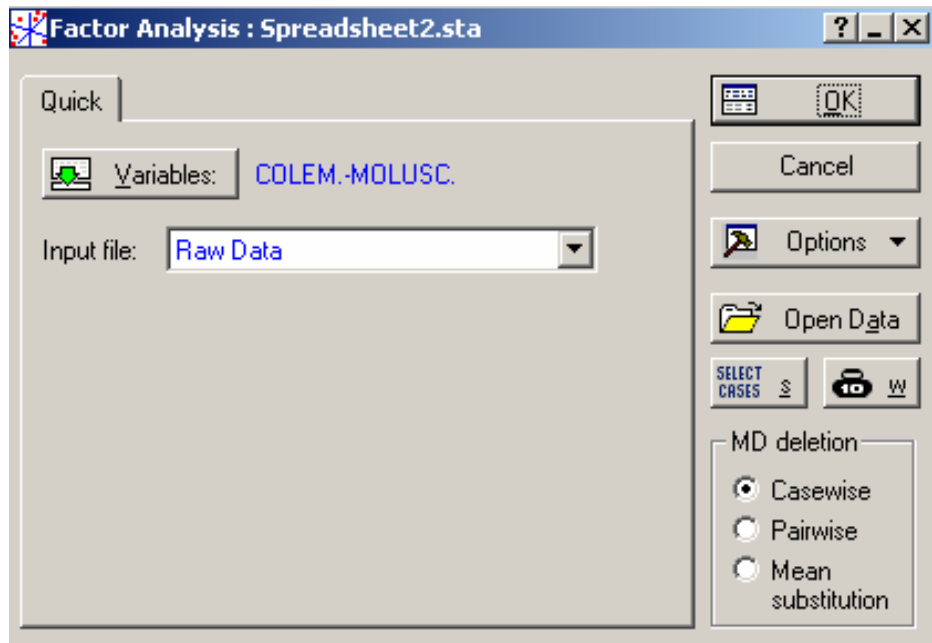 Factor Analysis : Spreadsheet2.sta
Quick
Variables: COLEM.-MOLUSC.
Input file: Raw Data
OK
Cancel
Options
Open Data
SELECT
CASES S
10 W
MD deletion
Casewise
Pairwise
Mean
substitution